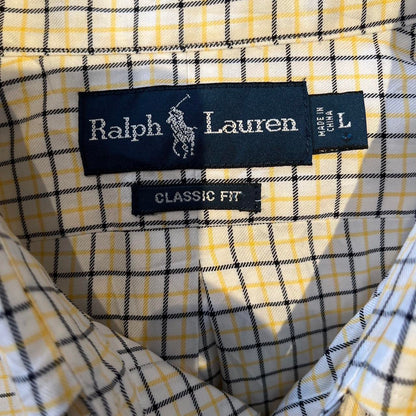 Ralph Lauren
MADE IN
CHINA
L
CLASSIC FIT